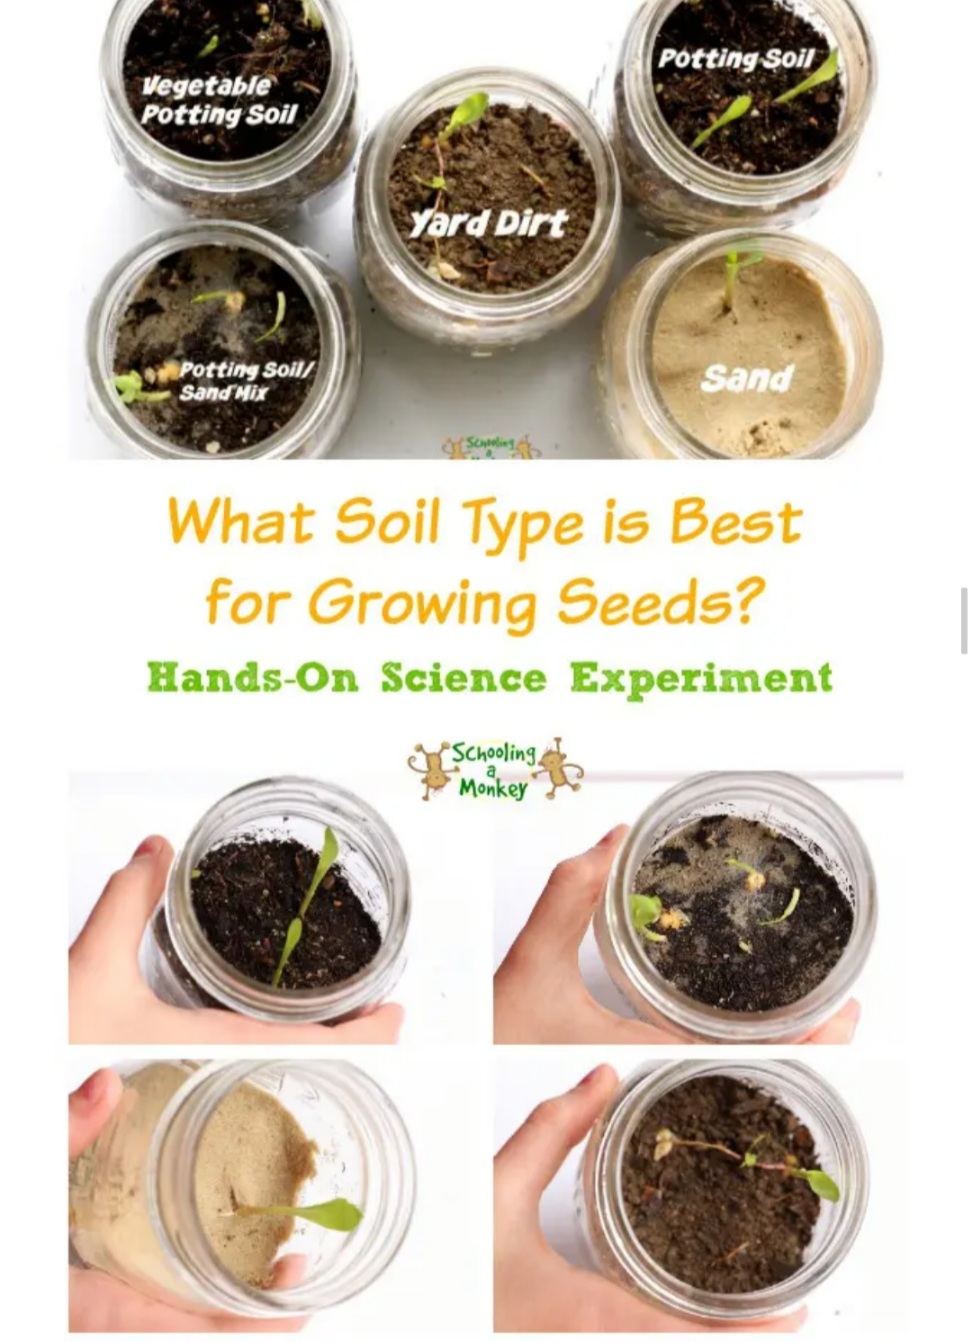 Vegetable
Potting Soil
Potting Soil
Yard Dirt
Potting Soil/
Sand Mix
Sand
Schooling
a
What Soil Type is Best
for Growing Seeds?
Hands-On Science Experiment
Schooling
a
Monkey